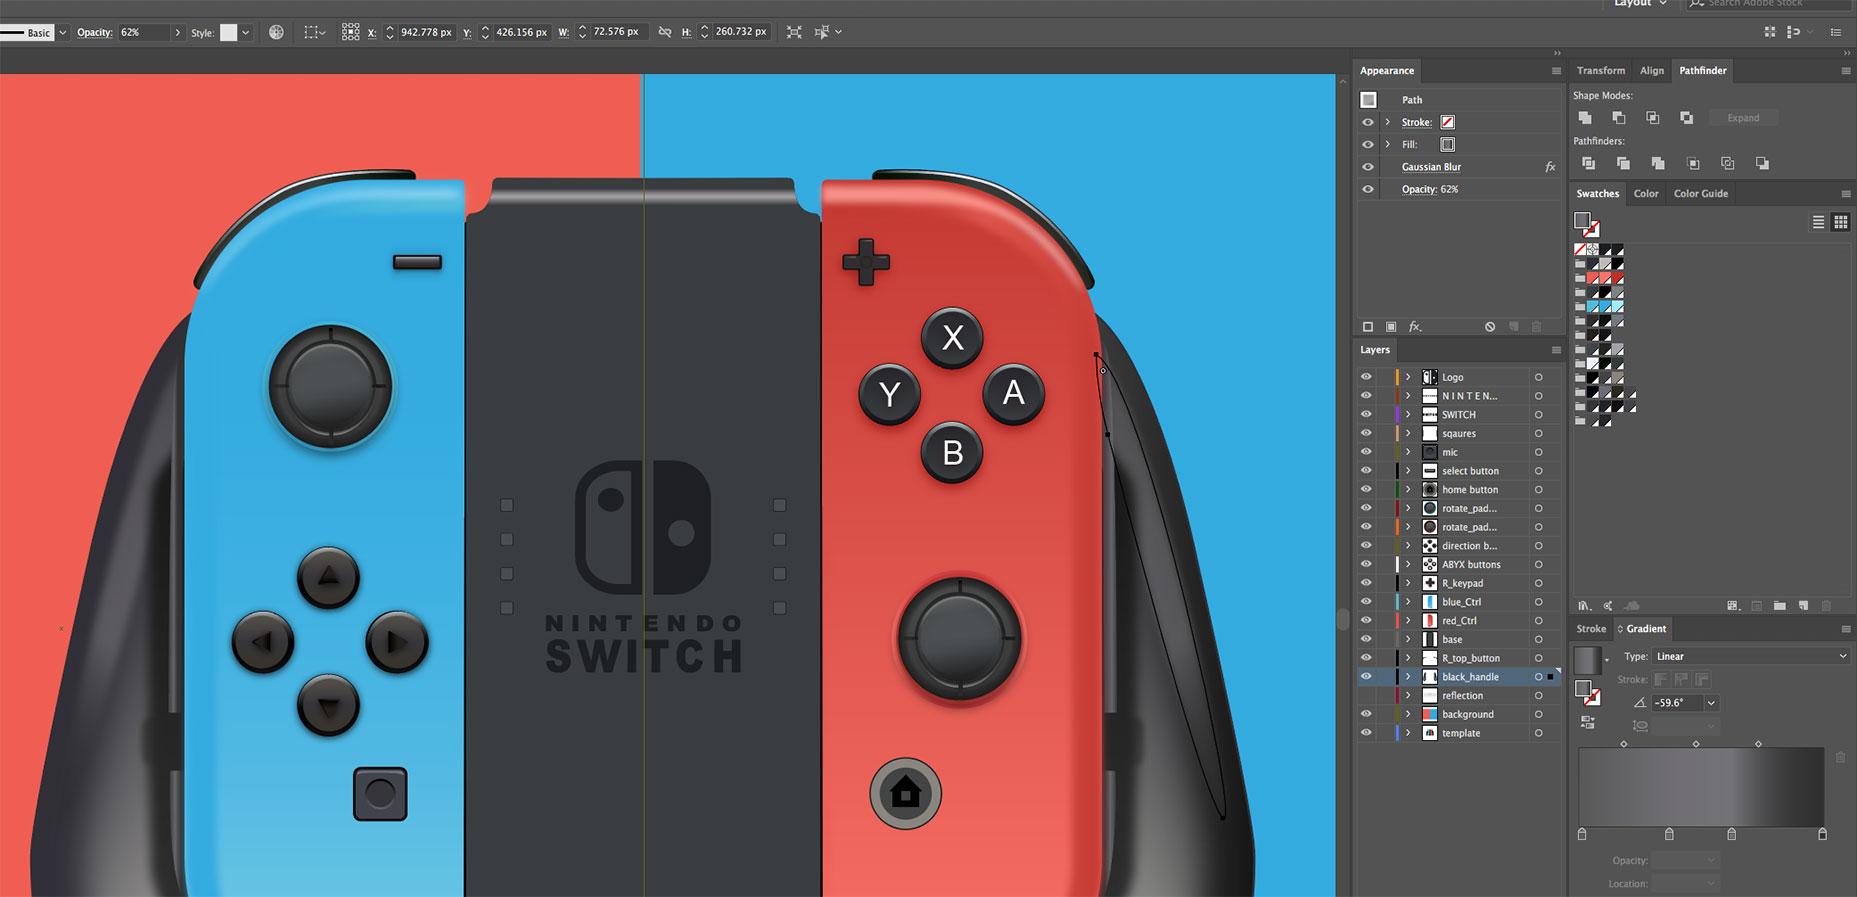 Layout
Search Adobe Stock
Basic Opacity: 62% Style: X: 942.778 px Y: 426.156 px W: 72.576 px H: 260.732 px
Appearance
Path
Stroke:
Fill:
Gaussian Blur fx
Opacity: 62%
fx.
Transform Align Pathfinder
Shape Modes:
Expand
Pathfinders:
Swatches Color Color Guide
Layers
Logo
N I N T E N...
SWITCH
sqaures
mic
select button
home button
rotate_pad...
rotate_pad...
direction b...
ABYX buttons
R_keypad
blue_Ctrl
red_Ctrl
base
R_top_button
black_handle
reflection
background
template
Stroke Gradient
Type: Linear
Stroke:
-59.6°
Opacity:
Location:
X
Y
A
B
NINTENDO
SWITCH